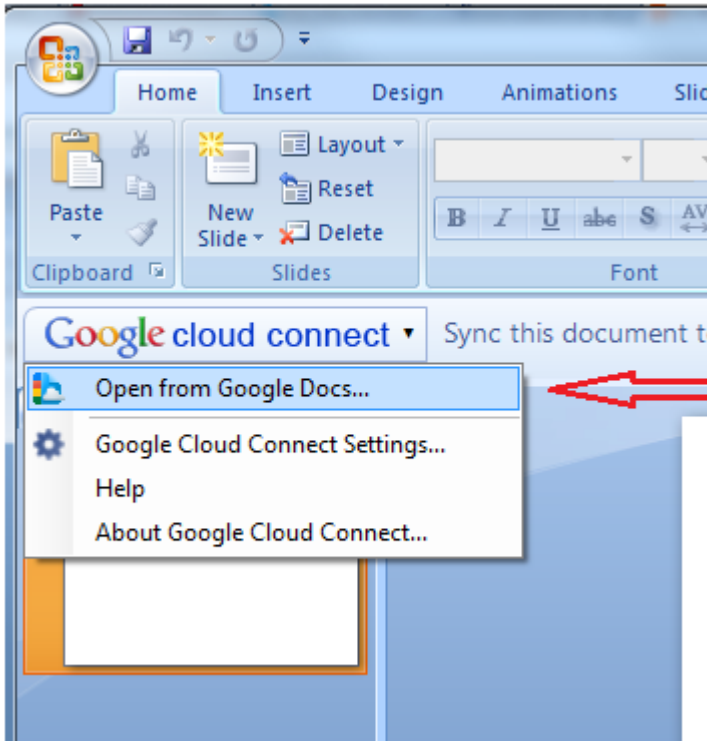 Home Insert Design Animations
Paste
New
Slide
Layout
Reset
Delete
B I U abc S AV
Clipboard Slides Font
Google cloud connect Sync this document
Open from Google Docs...
Google Cloud Connect Settings...
Help
About Google Cloud Connect...